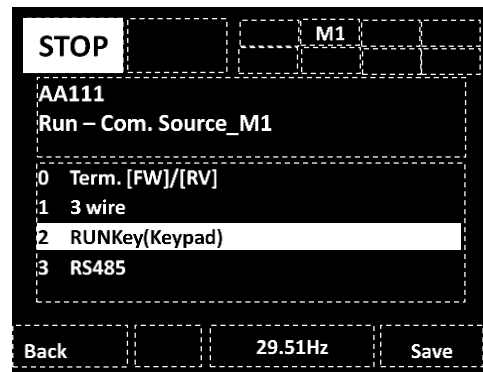 STOP
M1
AA111
Run – Com. Source_M1
0 Term. [FW]/[RV]
1 3 wire
2 RUNKey(Keypad)
3 RS485
Back 29.51Hz Save